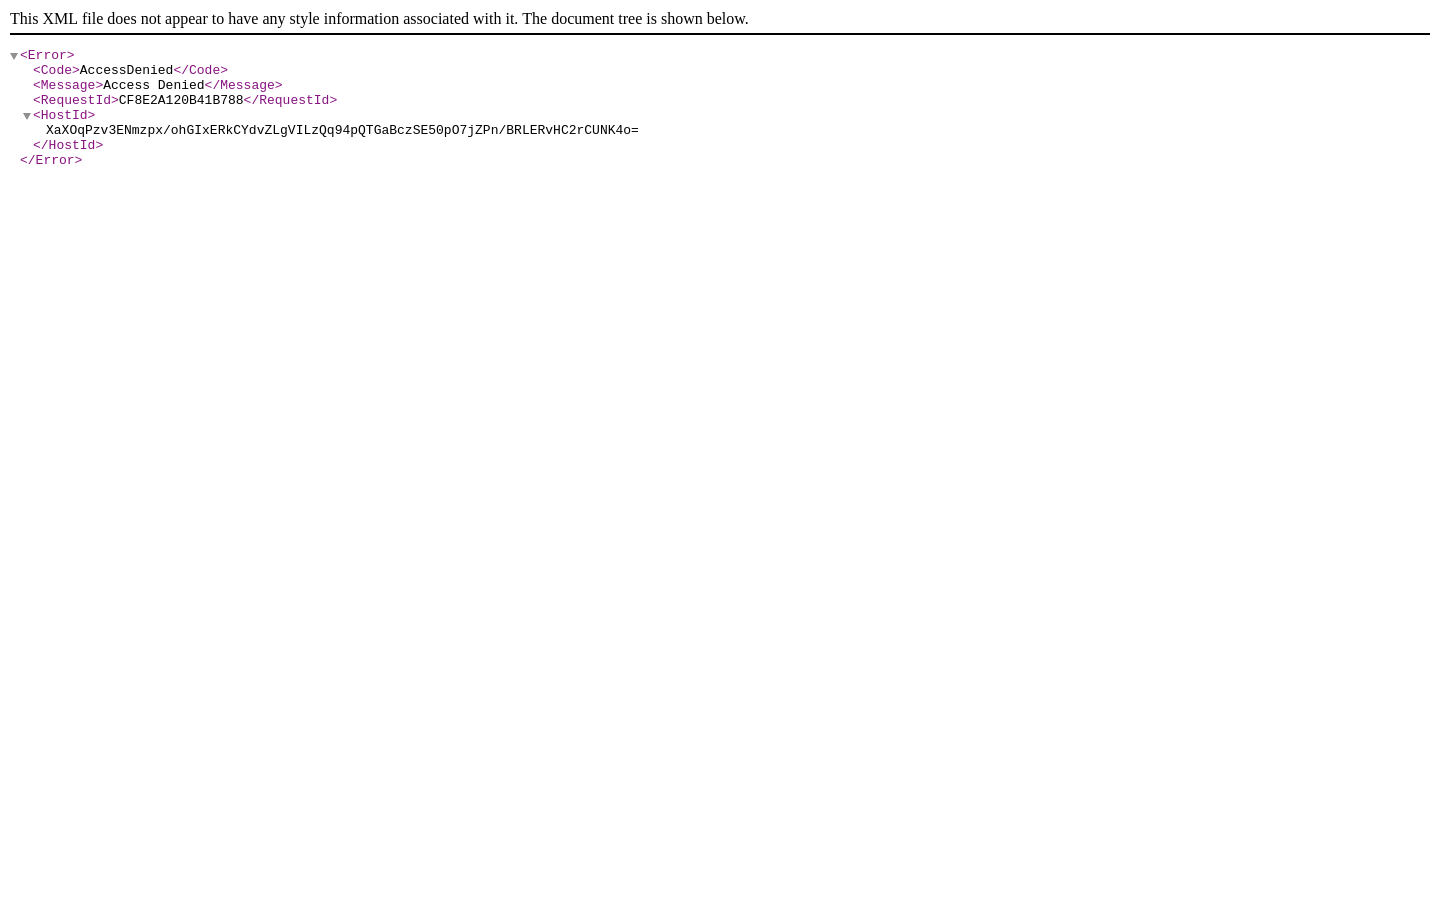 This XML file does not appear to have any style information associated with it. The document tree is shown below.
<Error>
<Code>AccessDenied</Code>
<Message>Access Denied</Message>
<RequestId>CF8E2A120B41B788</RequestId>
<HostId>
XaXOqPzv3ENmzpx/ohGIxERkCYdvZLgVILzQq94pQTGaBczSE50pO7jZPn/BRLERvHC2rCUNK4o=
</HostId>
</Error>